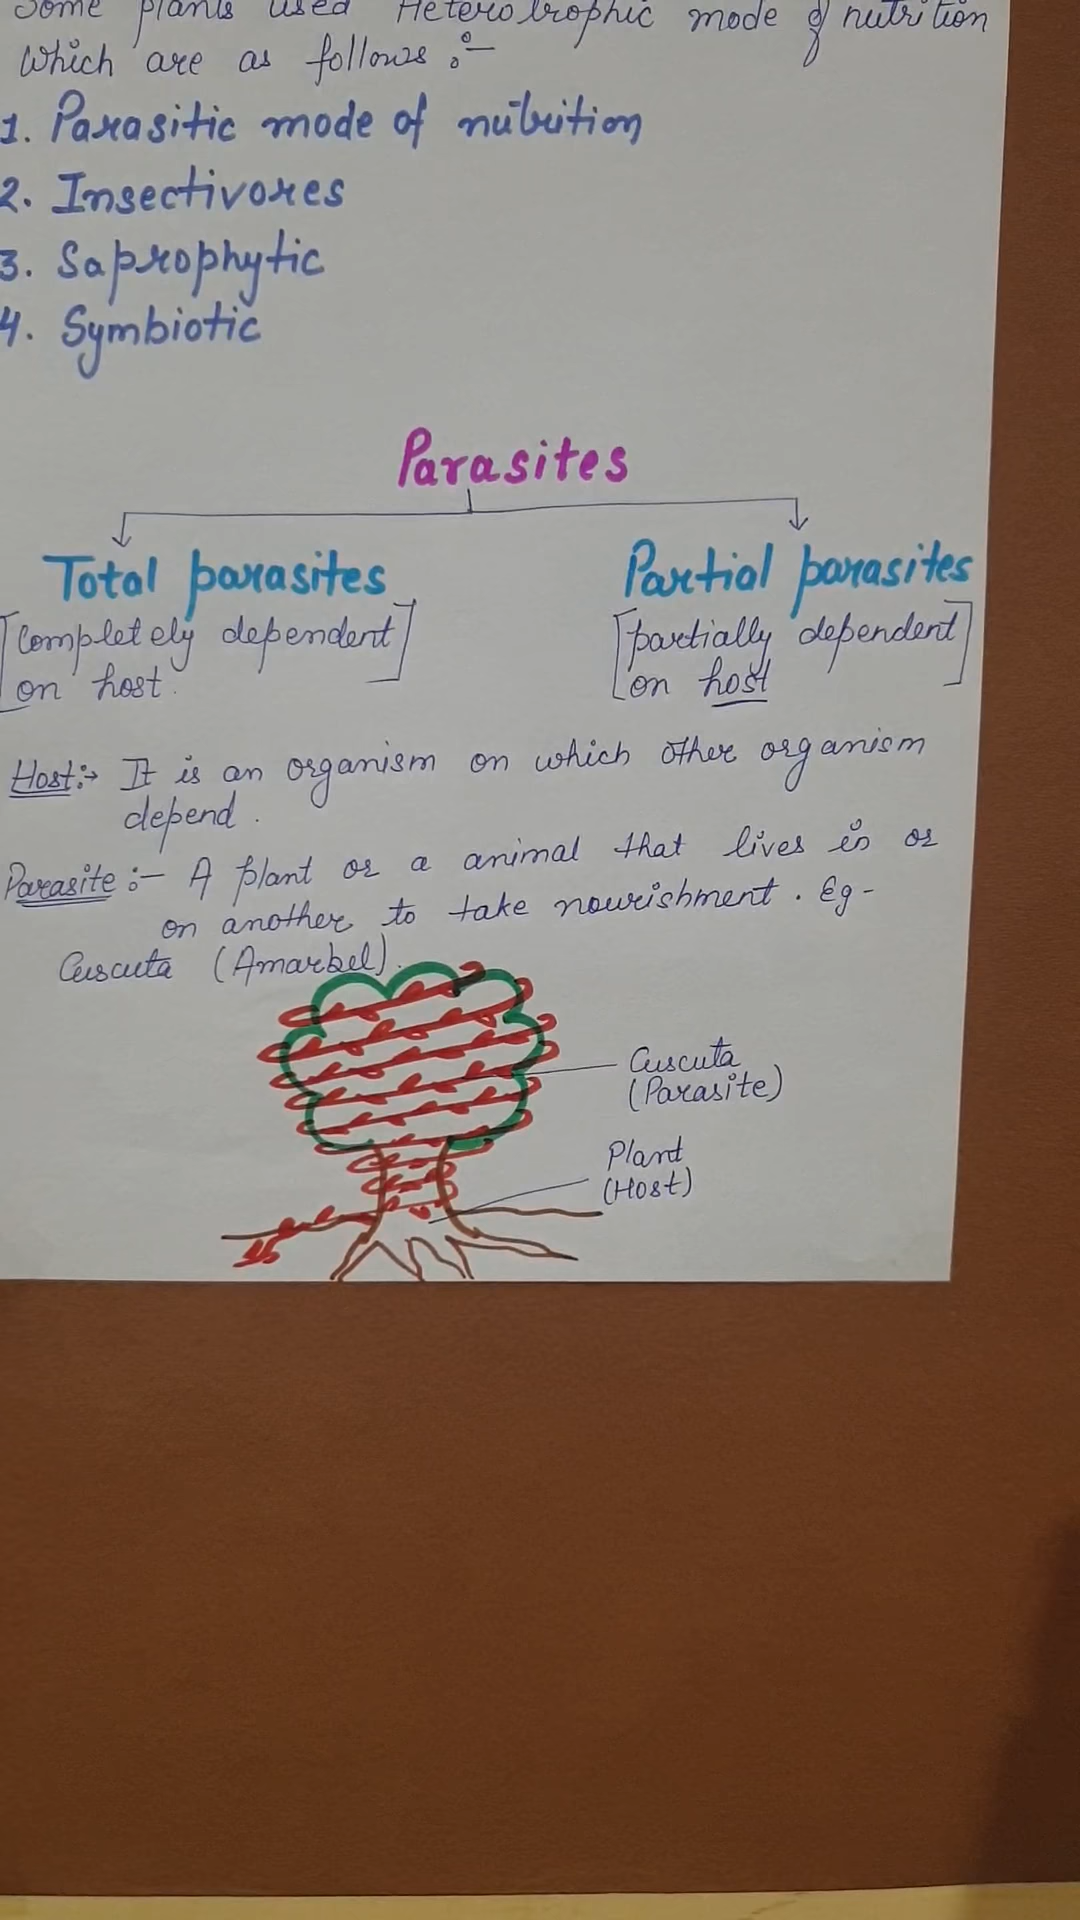 Some plants used Heterotrophic mode of nutrition
which are as follows :-
1. Parasitic mode of nutrition
2. Insectivores
3. Saprophytic
4. Symbiotic
Parasites
Total parasites
Partial parasites
[completely dependent]
on host.
[partially dependent]
on host
Host:→ It is an organism on which other organism
depend.
Parasite :- A plant or a animal that lives in or
on another to take nourishment. Eg-
Cuscuta (Amarbel).
Cuscuta
(Parasite)
Plant
(Host)